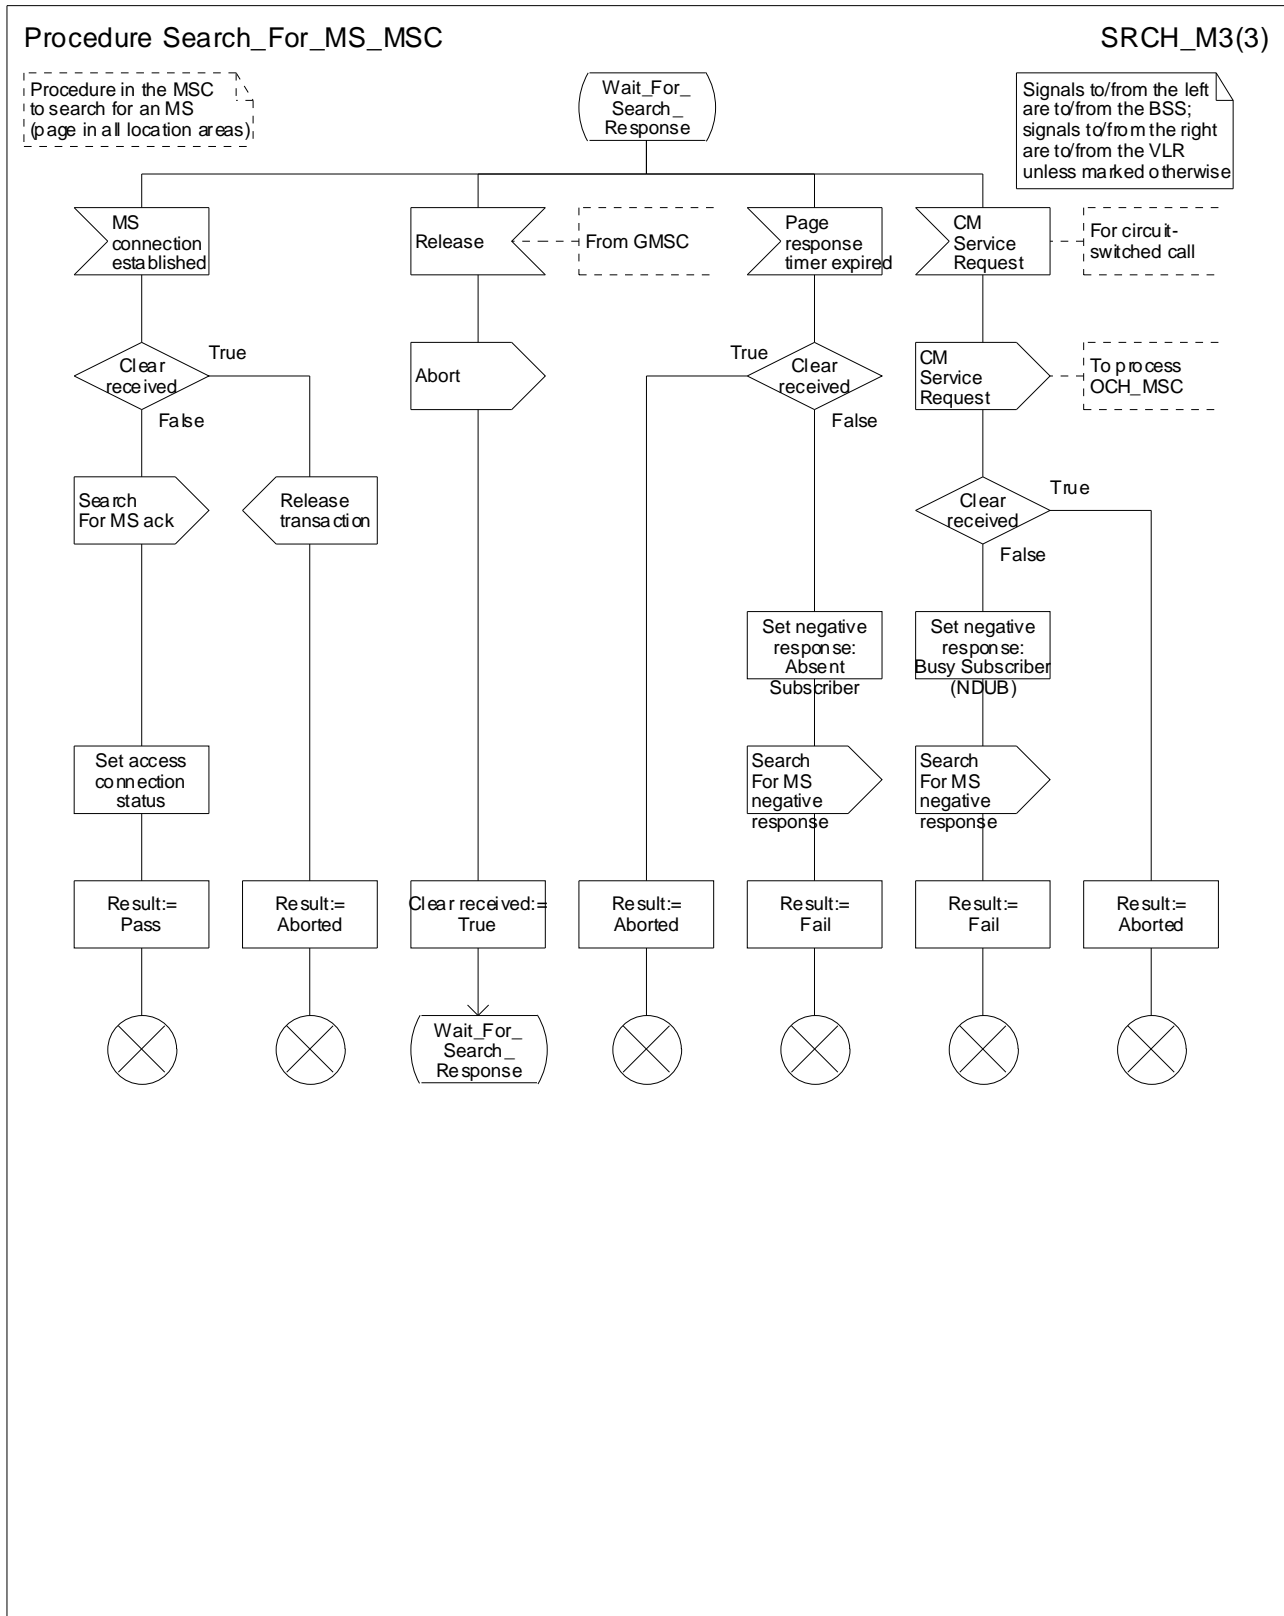 Procedure Search_For_MS_MSC
SRCH_M3(3)
Procedure in the MSC
to search for an MS
(page in all location areas)
Wait_For_
Search_
Response
Signals to/from the left
are to/from the BSS;
signals to/from the right
are to/from the VLR
unless marked otherwise
MS
connection
established
Release
From GMSC
Page
response
timer expired
CM
Service
Request
For circuit-
switched call
Clear
received
True
False
Abort
True
Clear
received
False
CM
Service
Request
To process
OCH_MSC
Search
For MS ack
Release
transaction
Clear
received
True
False
Set negative
response:
Absent
Subscriber
Set negative
response:
Busy Subscriber
(NDUB)
Set access
connection
status
Search
For MS
negative
response
Search
For MS
negative
response
Result:=
Pass
Result:=
Aborted
Clear received:=
True
Result:=
Aborted
Result:=
Fail
Result:=
Fail
Result:=
Aborted
Wait_For_
Search_
Response